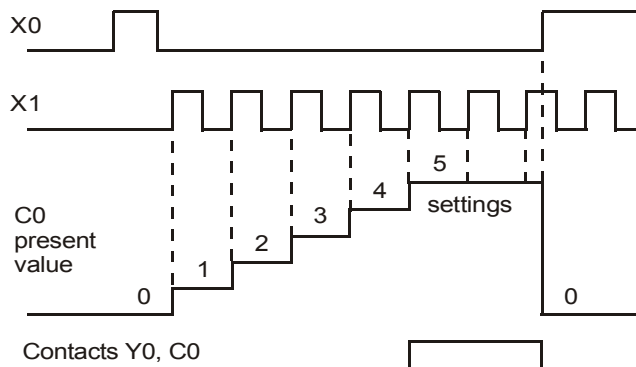 X0
X1
5
settings
4
3
2
1
0
C0
present
value
0
Contacts Y0, C0